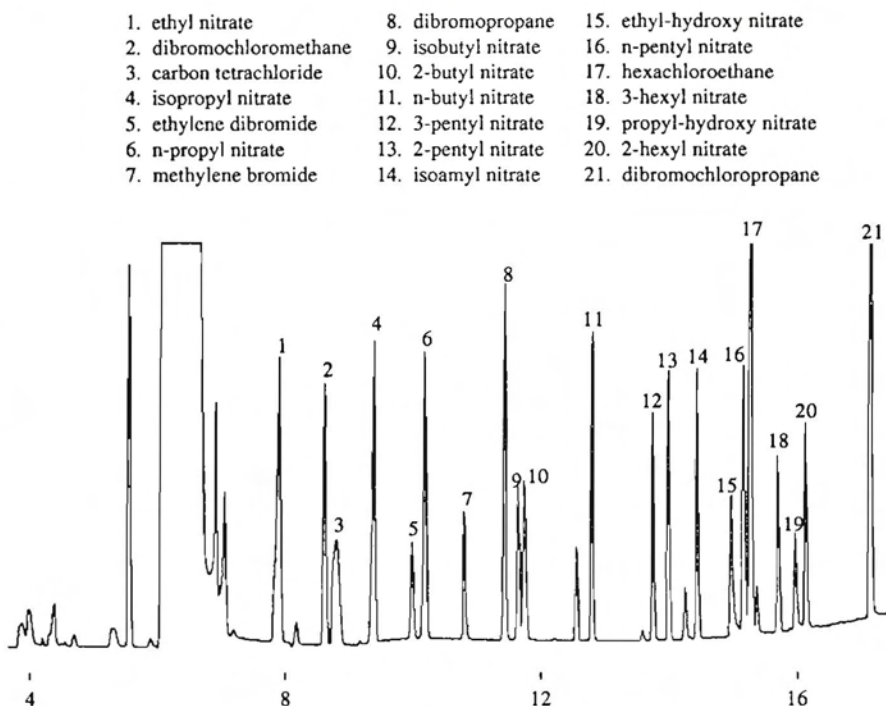 1. ethyl nitrate
2. dibromochloromethane
3. carbon tetrachloride
4. isopropyl nitrate
5. ethylene dibromide
6. n-propyl nitrate
7. methylene bromide
8. dibromopropane
9. isobutyl nitrate
10. 2-butyl nitrate
11. n-butyl nitrate
12. 3-pentyl nitrate
13. 2-pentyl nitrate
14. isoamyl nitrate
15. ethyl-hydroxy nitrate
16. n-pentyl nitrate
17. hexachloroethane
18. 3-hexyl nitrate
19. propyl-hydroxy nitrate
20. 2-hexyl nitrate
21. dibromochloropropane
1
2
3
4
5
6
7
8
9
10
11
12
13
14
15
16
17
18
19
20
21
4 8 12 16